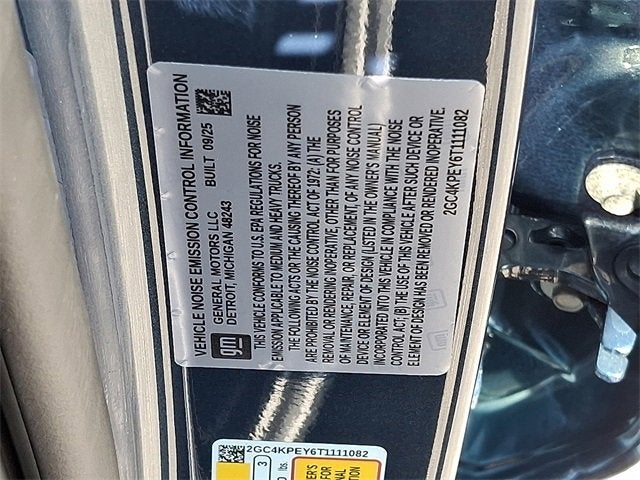 VEHICLE NOISE EMISSION CONTROL INFORMATION
gm
GENERAL MOTORS LLC BUILT 09/25
DETROIT, MICHIGAN 48243
THIS VEHICLE CONFORMS TO U.S. EPA REGULATIONS FOR NOISE
EMISSION APPLICABLE TO MEDIUM AND HEAVY TRUCKS.
THE FOLLOWING ACTS OR THE CAUSING THEREOF BY ANY PERSON
ARE PROHIBITED BY THE NOISE CONTROL ACT OF 1972: (A) THE
REMOVAL OR RENDERING INOPERATIVE, OTHER THAN FOR PURPOSES
OF MAINTENANCE, REPAIR, OR REPLACEMENT, OF ANY NOISE CONTROL
DEVICE OR ELEMENT OF DESIGN (LISTED IN THE OWNER'S MANUAL)
INCORPORATED INTO THIS VEHICLE IN COMPLIANCE WITH THE NOISE
CONTROL ACT; (B) THE USE OF THIS VEHICLE AFTER SUCH DEVICE OR
ELEMENT OF DESIGN HAS BEEN REMOVED OR RENDERED INOPERATIVE.
2GC4KPEY6T1111082
2GC4KPEY6T1111082
3
lbs.